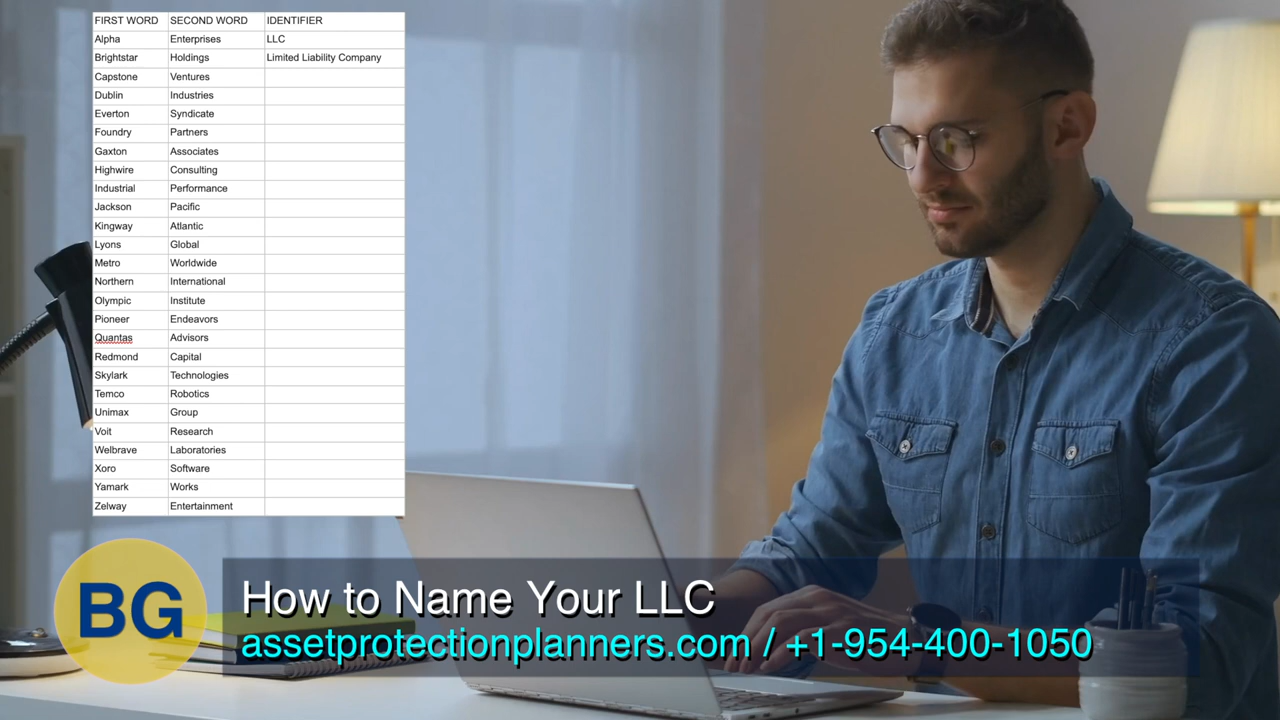 FIRST WORD SECOND WORD IDENTIFIER
Alpha Enterprises LLC
Brightstar Holdings Limited Liability Company
Capstone Ventures
Dublin Industries
Everton Syndicate
Foundry Partners
Gaxton Associates
Highwire Consulting
Industrial Performance
Jackson Pacific
Kingway Atlantic
Lyons Global
Metro Worldwide
Northern International
Olympic Institute
Pioneer Endeavors
Quantas Advisors
Redmond Capital
Skylark Technologies
Temco Robotics
Unimax Group
Voit Research
Welbrave Laboratories
Xoro Software
Yamark Works
Zelway Entertainment
BG
How to Name Your LLC
assetprotectionplanners.com / +1-954-400-1050